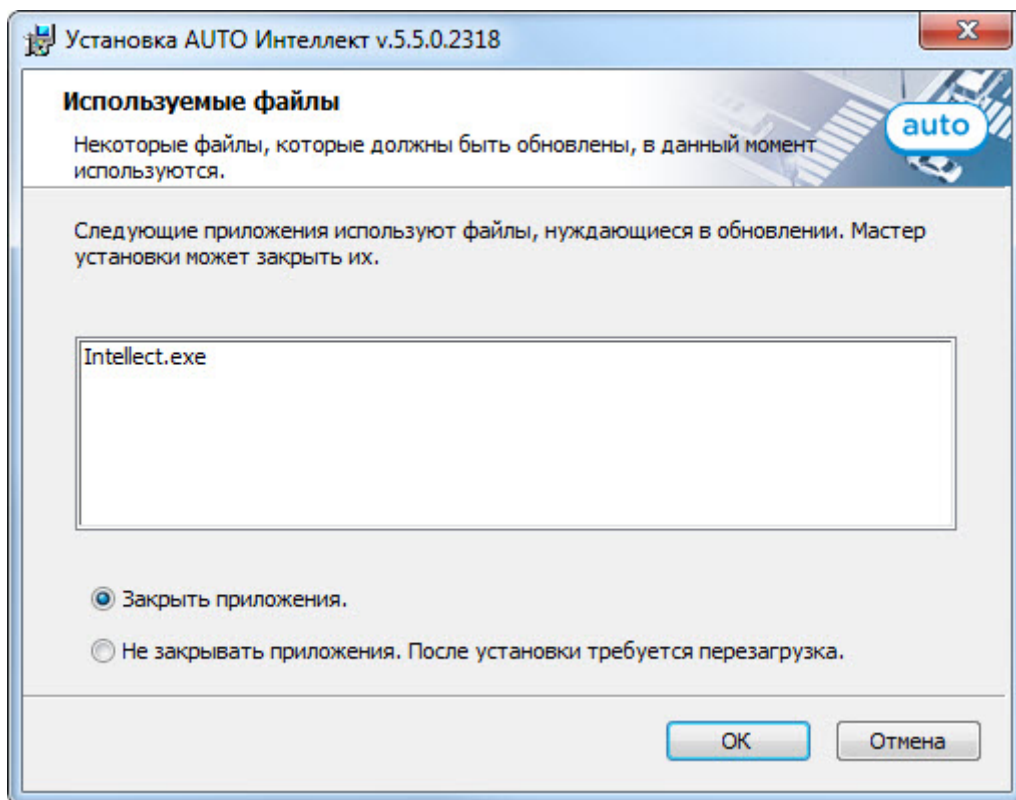 Установка AUTO Интеллект v.5.5.0.2318
Используемые файлы
Некоторые файлы, которые должны быть обновлены, в данный момент
используются.
auto
Следующие приложения используют файлы, нуждающиеся в обновлении. Мастер
установки может закрыть их.
Intellect.exe
Закрыть приложения.
Не закрывать приложения. После установки требуется перезагрузка.
ОК
Отмена